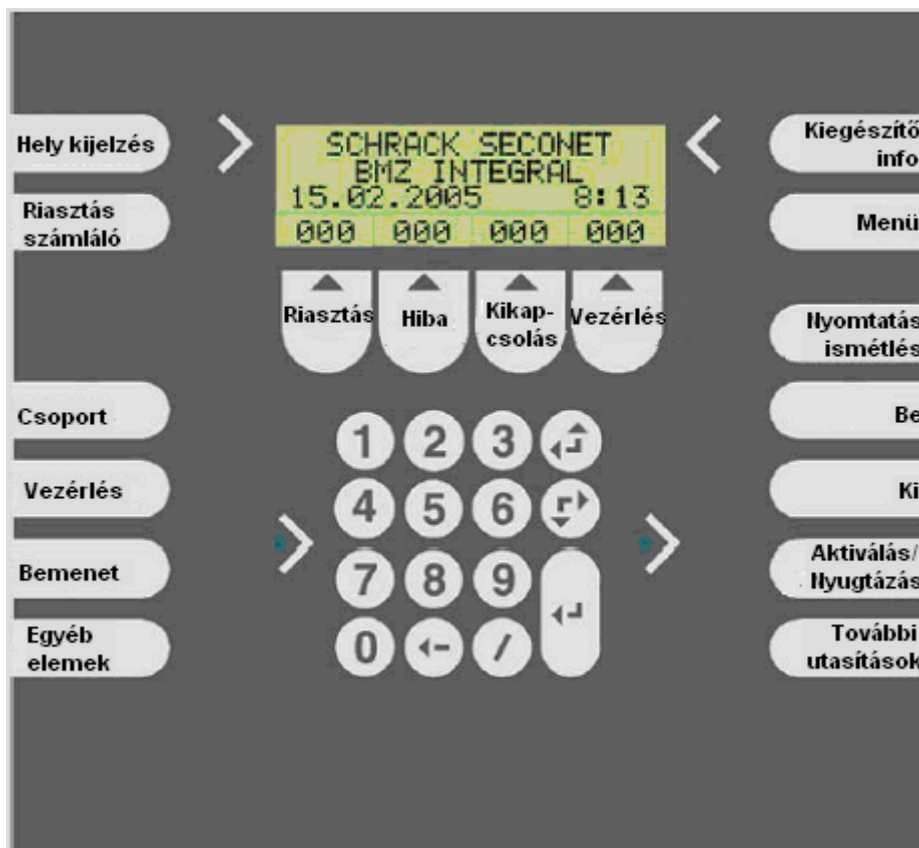 Hely kijelzés
Riasztás
számláló
SCHRACK SECONET
BMZ INTEGRAL
15.02.2005 8:13
000 000 000 000
Kiegészítő
info
Menü
Riasztás
Hiba
Kikap-
csolás
Vezérlés
Nyomtatás
ismétlés
Csoport
Vezérlés
Bemenet
Egyéb
elemek
1 2 3
4 5 6
7 8 9
0 /
Be
Ki
Aktiválás/
Nyugtázás
További
utasítások